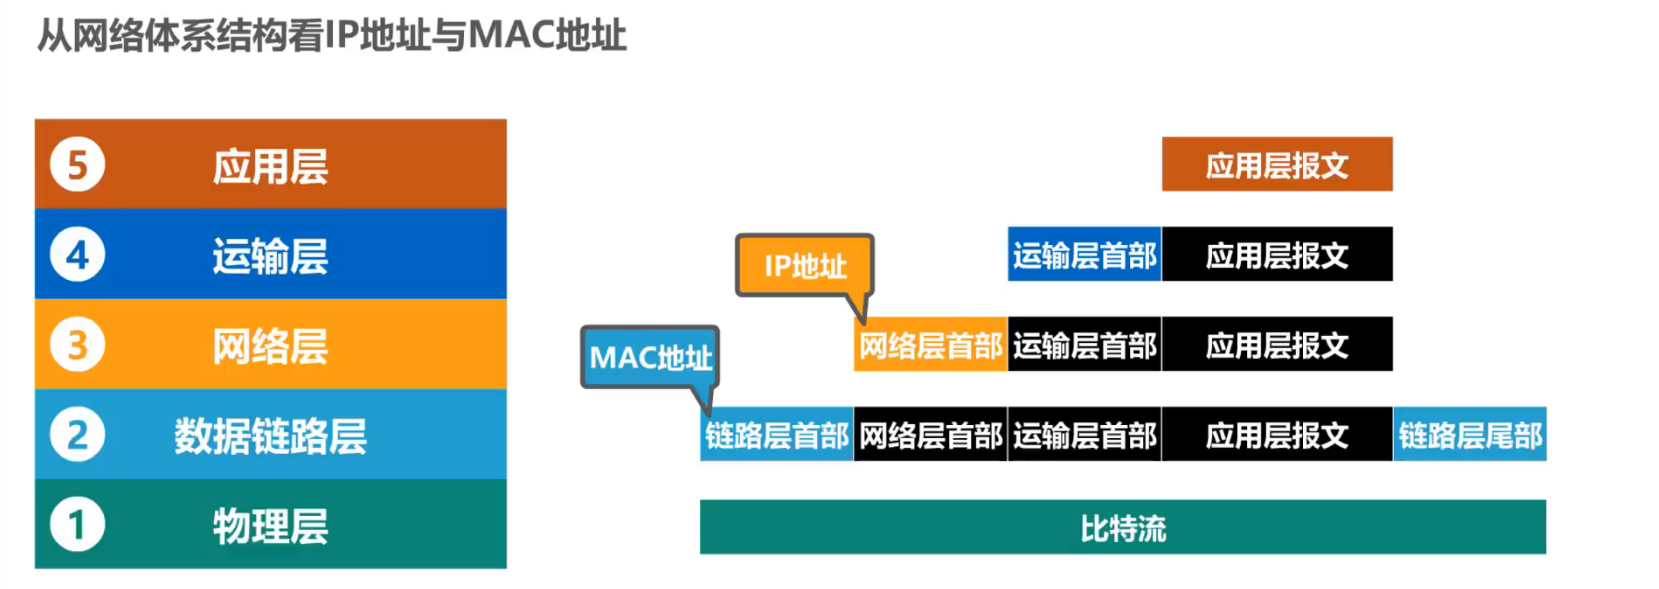 从网络体系结构看IP地址与MAC地址
5 应用层
4 运输层
3 网络层
2 数据链路层
1 物理层
应用层报文
运输层首部 应用层报文
IP地址
网络层首部 运输层首部 应用层报文
MAC地址
链路层首部 网络层首部 运输层首部 应用层报文 链路层尾部
比特流